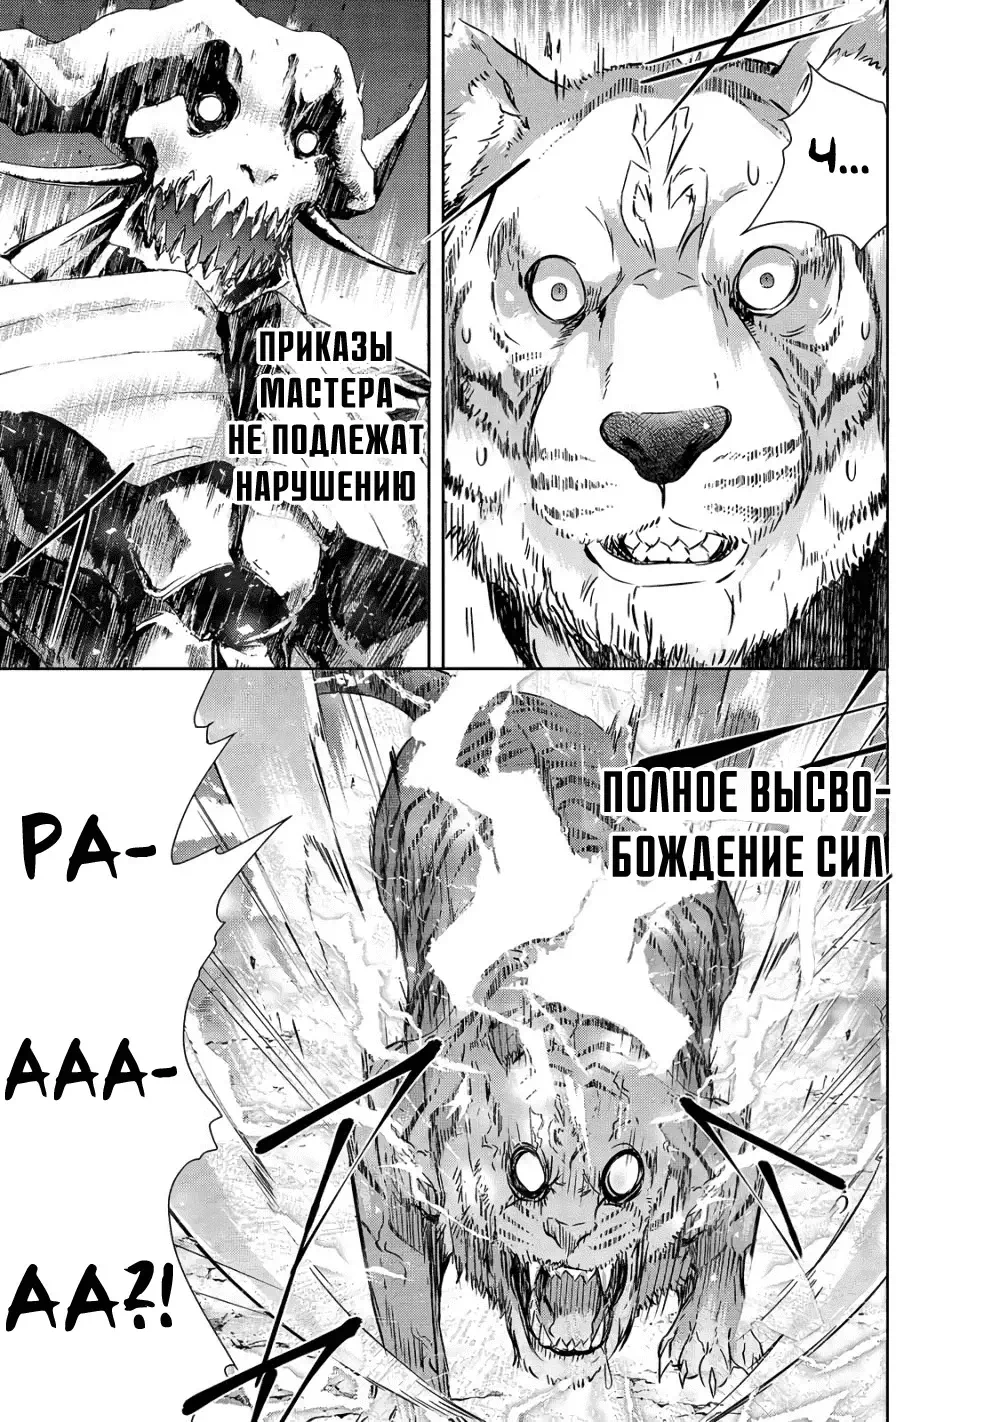 Ч...
ПРИКАЗЫ
МАСТЕРА
НЕ ПОДЛЕЖАТ
НАРУШЕНИЮ
ПОЛНОЕ ВЫСВО-
БОЖДЕНИЕ СИЛ
РА-
ААА-
АА?!